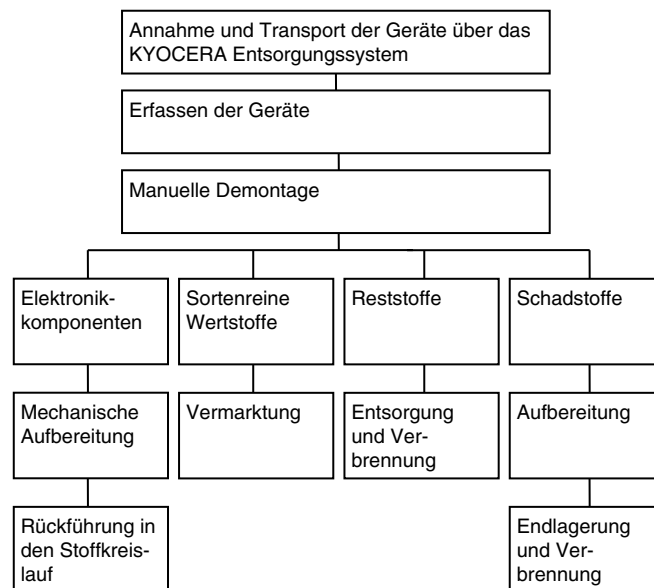 Annahme und Transport der Geräte über das
KYOCERA Entsorgungssystem
Erfassen der Geräte
Manuelle Demontage
Elektronik-
komponenten
Sortenreine
Wertstoffe
Reststoffe
Schadstoffe
Mechanische
Aufbereitung
Vermarktung
Entsorgung
und Ver-
brennung
Aufbereitung
Rückführung in
den Stoffkreis-
lauf
Endlagerung
und Ver-
brennung